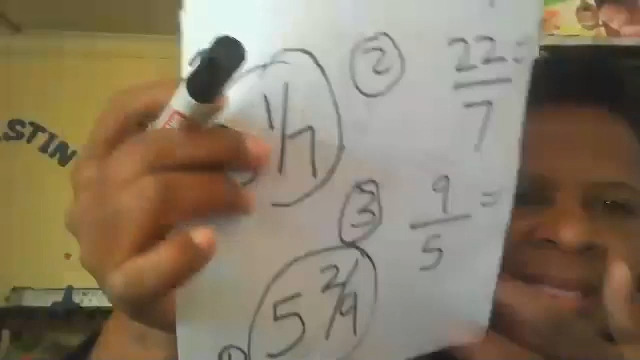 STIN
② 22 =
7
1/7
③ 9 =
5
5 2/9